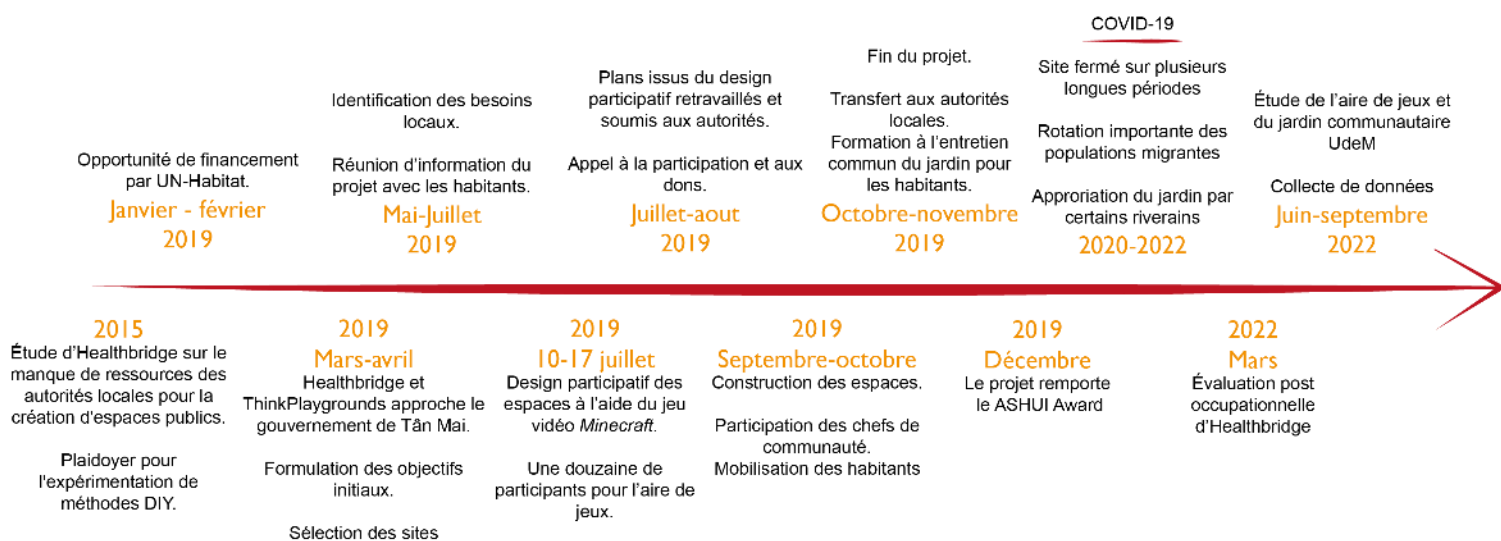 Opportunité de financement
par UN-Habitat.
Janvier - février
2019
Identification des besoins
locaux.
Réunion d'information du
projet avec les habitants.
Mai-Juillet
2019
Plans issus du design
participatif retravaillés et
soumis aux autorités.
Appel à la participation et aux
dons.
Juillet-aout
2019
Fin du projet.
Transfert aux autorités
locales.
Formation à l'entretien
commun du jardin pour
les habitants.
Octobre-novembre
2019
COVID-19
Site fermé sur plusieurs
longues périodes
Rotation importante des
populations migrantes
Approriation du jardin par
certains riverains
2020-2022
Étude de l'aire de jeux et
du jardin communautaire
UdeM
Collecte de données
Juin-septembre
2022
2015
Étude d'Healthbridge sur le
manque de ressources des
autorités locales pour la
création d'espaces publics.
Plaidoyer pour
l'expérimentation de
méthodes DIY.
2019
Mars-avril
Healthbridge et
ThinkPlaygrounds approche le
gouvernement de Tân Mai.
Formulation des objectifs
initiaux.
Sélection des sites
2019
10-17 juillet
Design participatif des
espaces à l'aide du jeu
vidéo Minecraft.
Une douzaine de
participants pour l'aire de
jeux.
2019
Septembre-octobre
Construction des espaces.
Participation des chefs de
communauté.
Mobilisation des habitants
2019
Décembre
Le projet remporte
le ASHUI Award
2022
Mars
Évaluation post
occupationnelle
d'Healthbridge